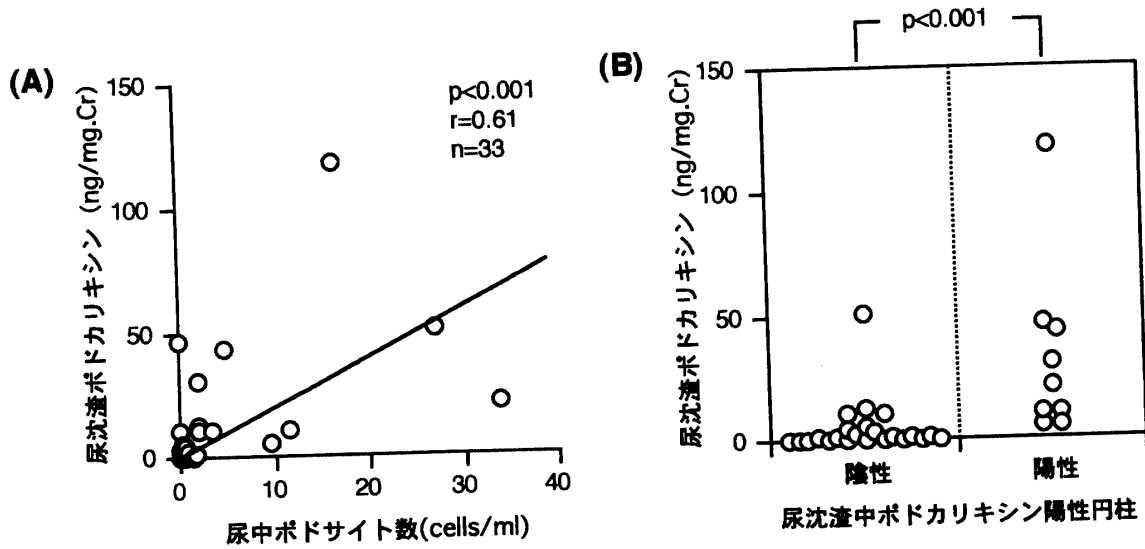 (A)
尿沈渣ポドカリキシン (ng/mg.Cr)
150
100
50
0
p<0.001
r=0.61
n=33
0
10
20
30
40
尿中ポドサイト数(cells/ml)
(B)
p<0.001
尿沈渣ポドカリキシン (ng/mg.Cr)
150
100
50
0
陰性
陽性
尿沈渣中ポドカリキシン陽性円柱